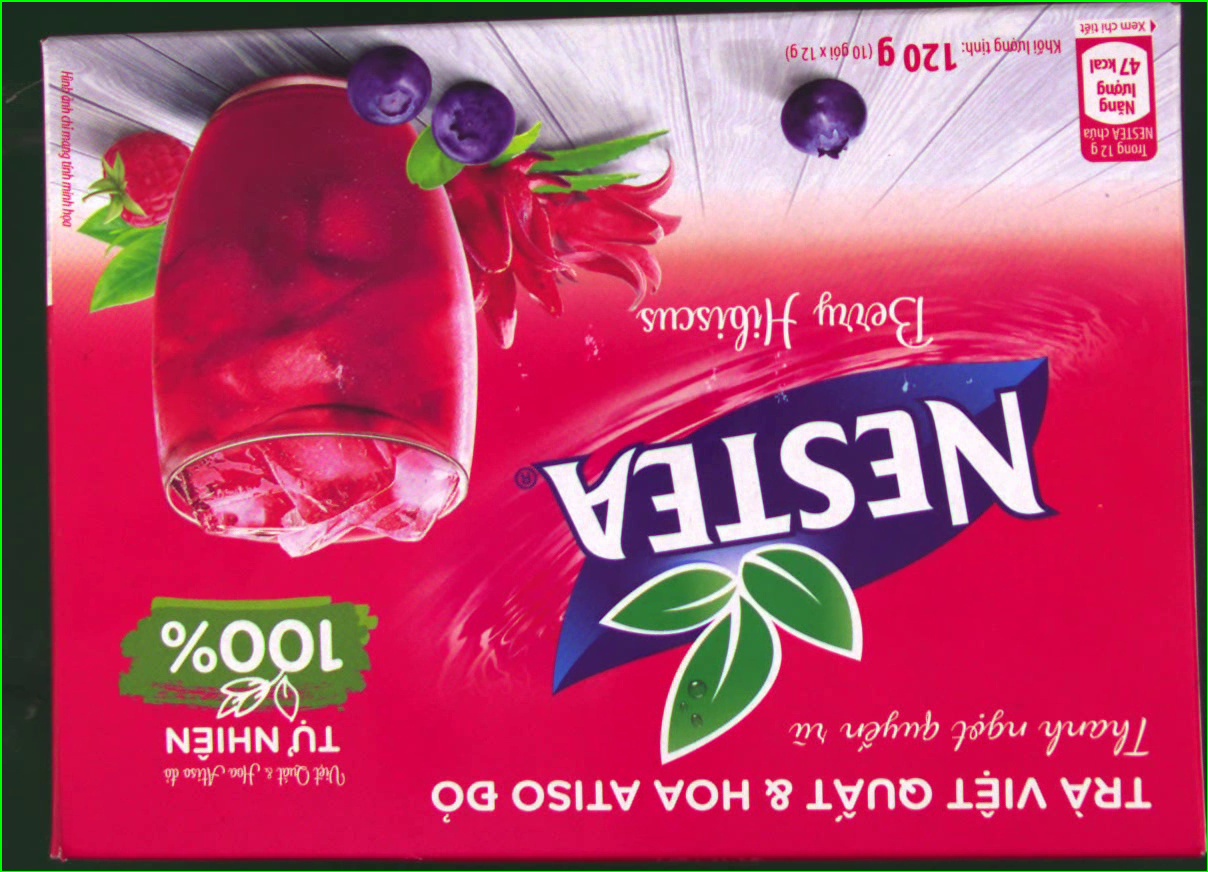 TRÀ VIỆT QUẤT & HOA ATISO ĐỎ
Thanh ngọt quyến rũ
NESTEA®
Berry Hibiscus
Việt Quất & Hoa Atiso đỏ
TỰ NHIÊN
100%
Trong 12 g
NESTEA chứa
Năng
lượng
47 kcal
Xem chi tiết
Khối lượng tịnh: 120 g (10 gói x 12 g)
Hình ảnh chỉ mang tính minh họa